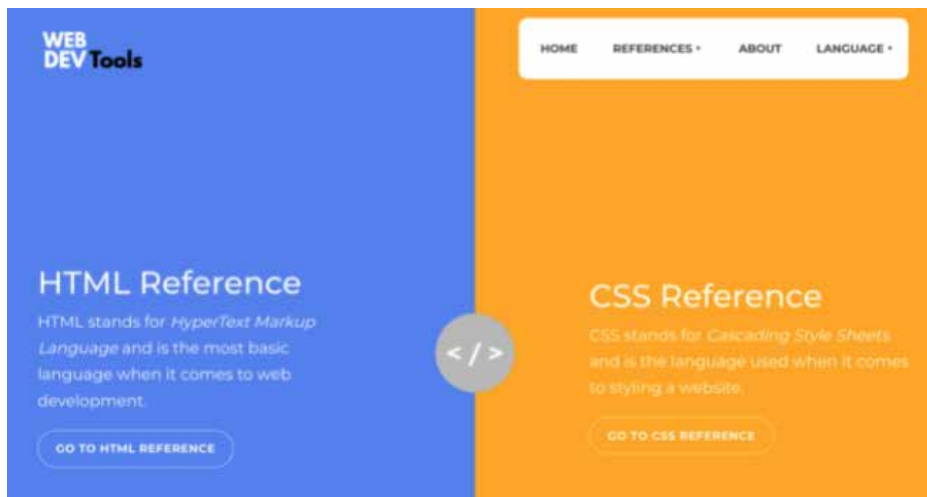 WEB
DEV Tools
HOME REFERENCES ABOUT LANGUAGE
HTML Reference
HTML stands for HyperText Markup
Language and is the most basic
language when it comes to web
development.
GO TO HTML REFERENCE
</>
CSS Reference
CSS stands for Cascading Style Sheets
and is the language used when it comes
to styling a website.
GO TO CSS REFERENCE